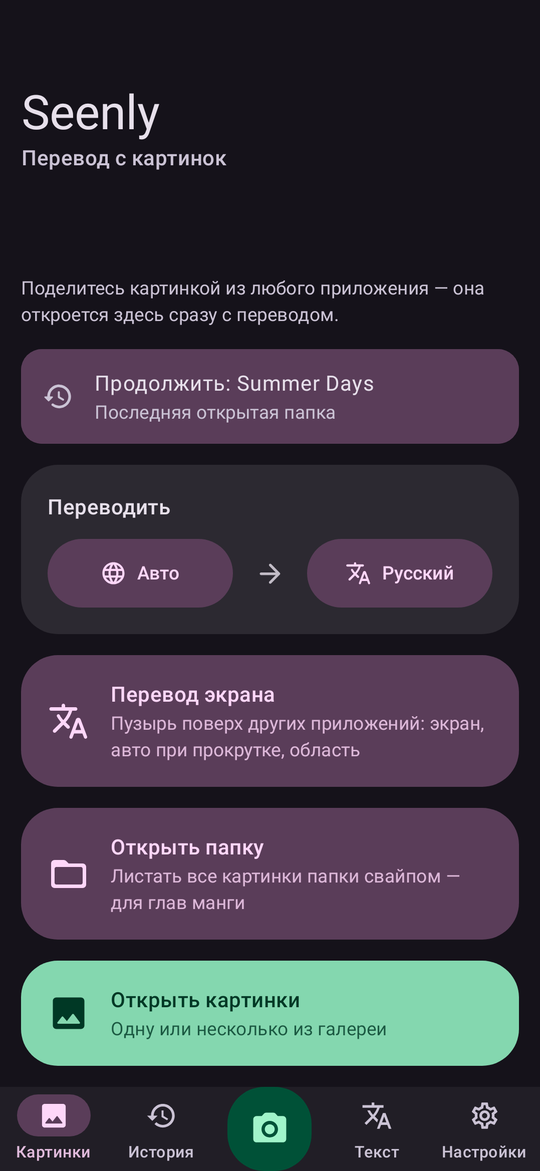 Seenly
Перевод с картинок
Поделитесь картинкой из любого приложения — она
откроется здесь сразу с переводом.
Продолжить: Summer Days
Последняя открытая папка
Переводить
Авто
Русский
Перевод экрана
Пузырь поверх других приложений: экран,
авто при прокрутке, область
Открыть папку
Листать все картинки папки свайпом —
для глав манги
Открыть картинки
Одну или несколько из галереи
Картинки
История
Текст
Настройки